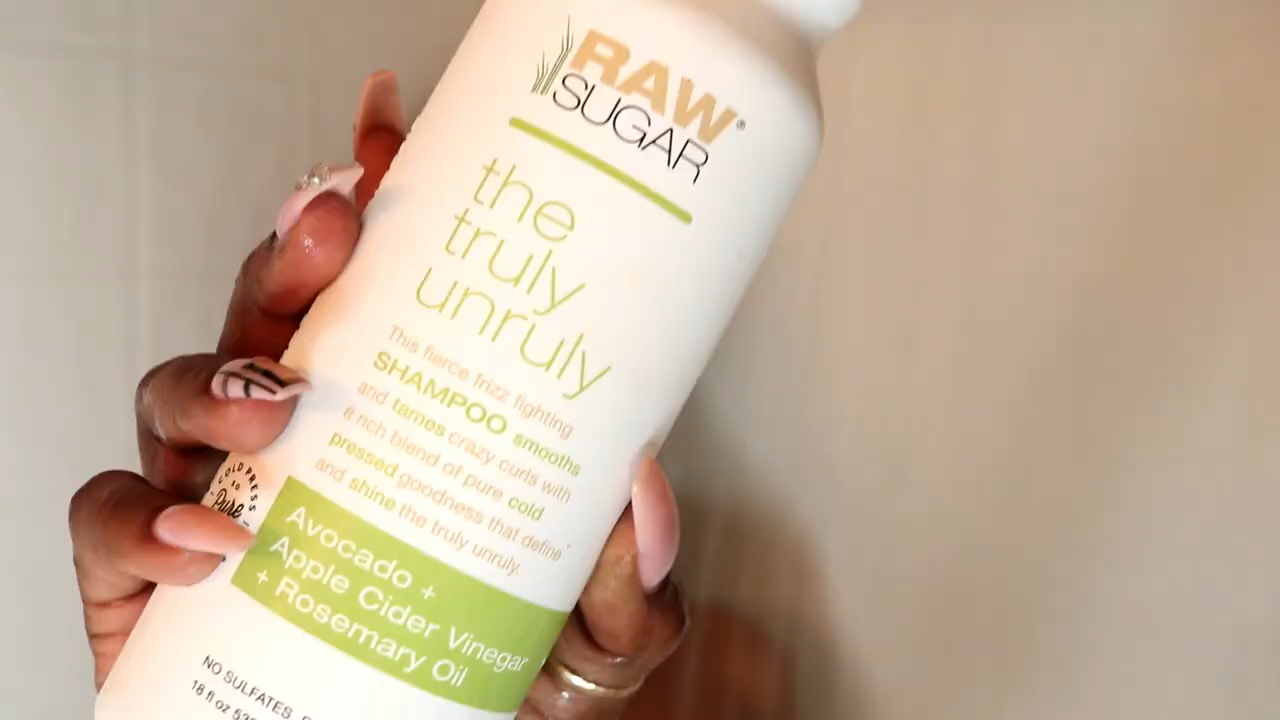 RAW®
SUGAR
the
truly
unruly
This fierce frizz fighting
SHAMPOO smooths
and tames crazy curls with
a rich blend of pure cold
pressed goodness that define
and shine the truly unruly.
COLD PRESS
Pure
Avocado +
Apple Cider Vinegar
+ Rosemary Oil
NO SULFATES,
18 fl oz